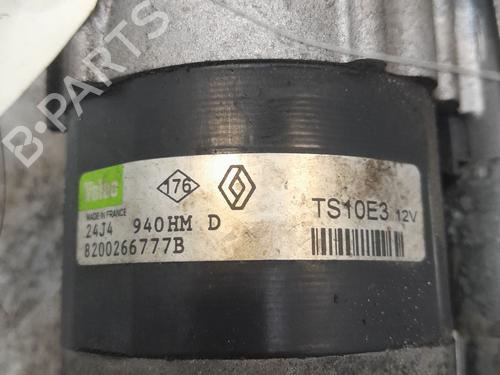 B-PARTS
Valeo
176
MADE IN FRANCE
TS10E3 12V
24J4 940HM D
8200266777B